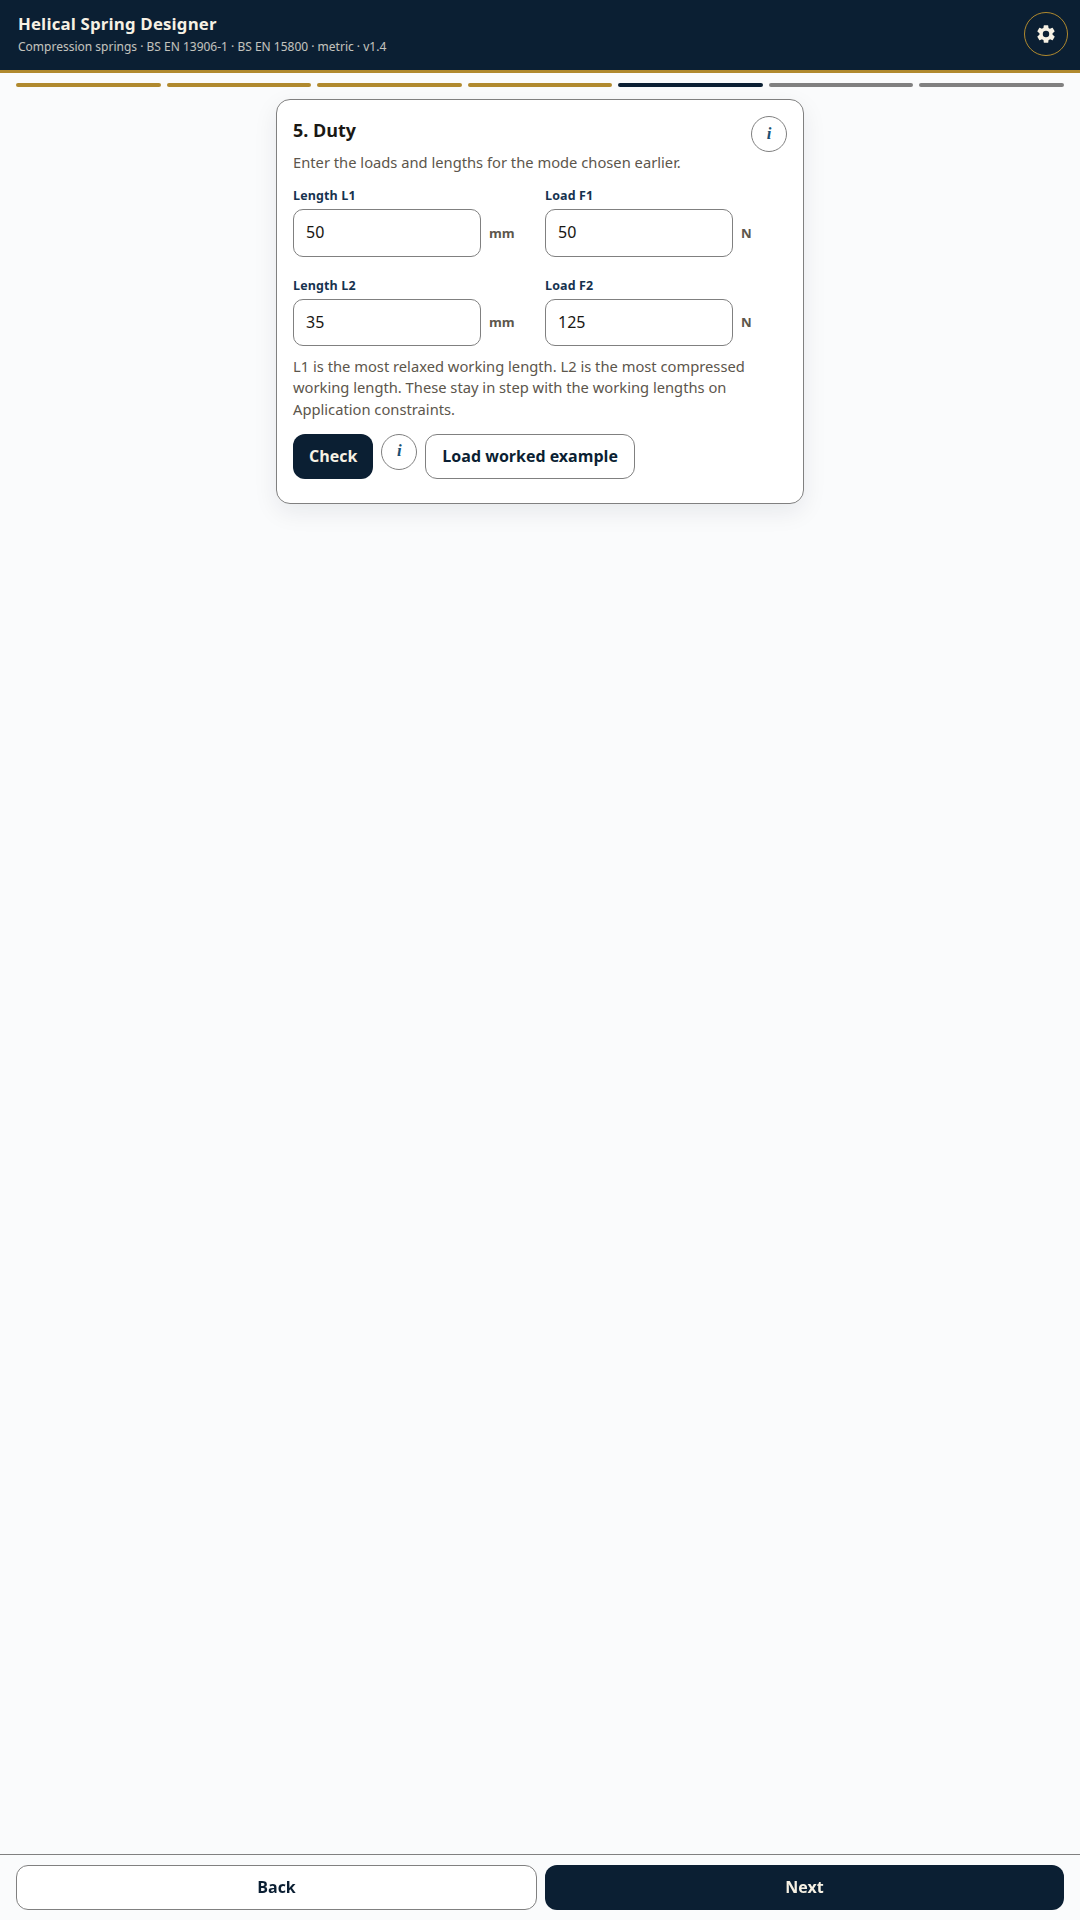 Helical Spring Designer
Compression springs · BS EN 13906-1 · BS EN 15800 · metric · v1.4
5. Duty
i
Enter the loads and lengths for the mode chosen earlier.
Length L1
Load F1
50 mm
50 N
Length L2
Load F2
35 mm
125 N
L1 is the most relaxed working length. L2 is the most compressed
working length. These stay in step with the working lengths on
Application constraints.
Check
i
Load worked example
Back
Next